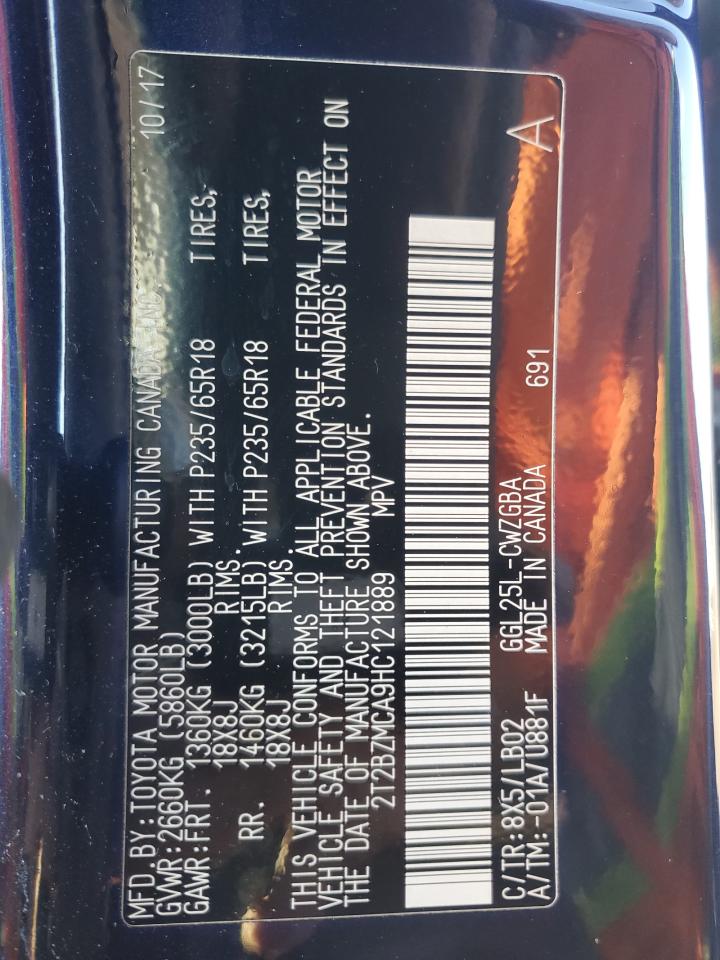 MFD.BY:TOYOTA MOTOR MANUFACTURING CANADA INC. 10/17
GVWR:2660KG (5860LB)
GAWR:FRT. 1360KG (3000LB) WITH P235/65R18 TIRES,
18X8J RIMS.
RR. 1460KG (3215LB) WITH P235/65R18 TIRES,
18X8J RIMS.
THIS VEHICLE CONFORMS TO ALL APPLICABLE FEDERAL MOTOR
VEHICLE SAFETY AND THEFT PREVENTION STANDARDS IN EFFECT ON
THE DATE OF MANUFACTURE SHOWN ABOVE.
2T2BZMCA9HC121889 MPV
C/TR:8X5/LB02 GGL25L-CWZGBA A
A/TM:-01A/U881F MADE IN CANADA 691